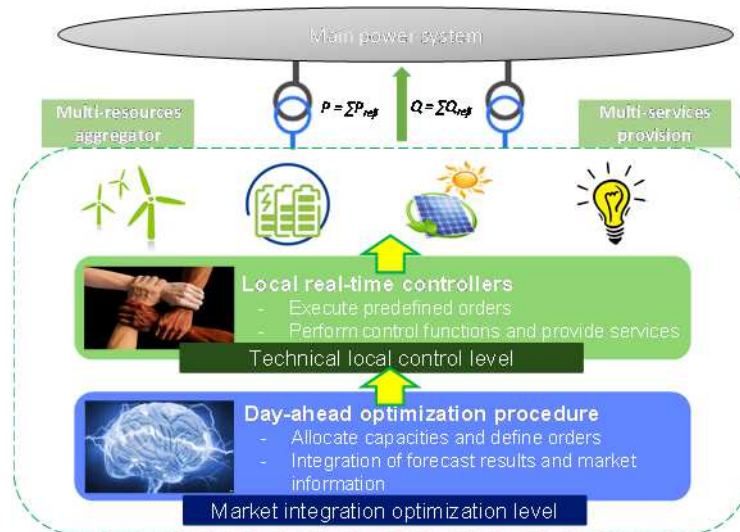 Main power system
P = ∑P_refi
Q = ∑Q_refi
Multi-resources
aggregator
Multi-services
provision
Local real-time controllers
- Execute predefined orders
- Perform control functions and provide services
Technical local control level
Day-ahead optimization procedure
- Allocate capacities and define orders
- Integration of forecast results and market
information
Market integration optimization level